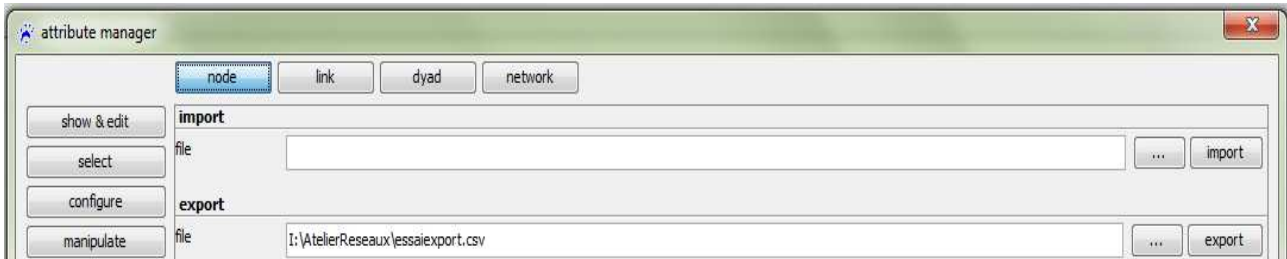 attribute manager
node link dyad network
show & edit import
select file ... import
configure export
manipulate file I:\AtelierReseaux\essaiexport.csv ... export